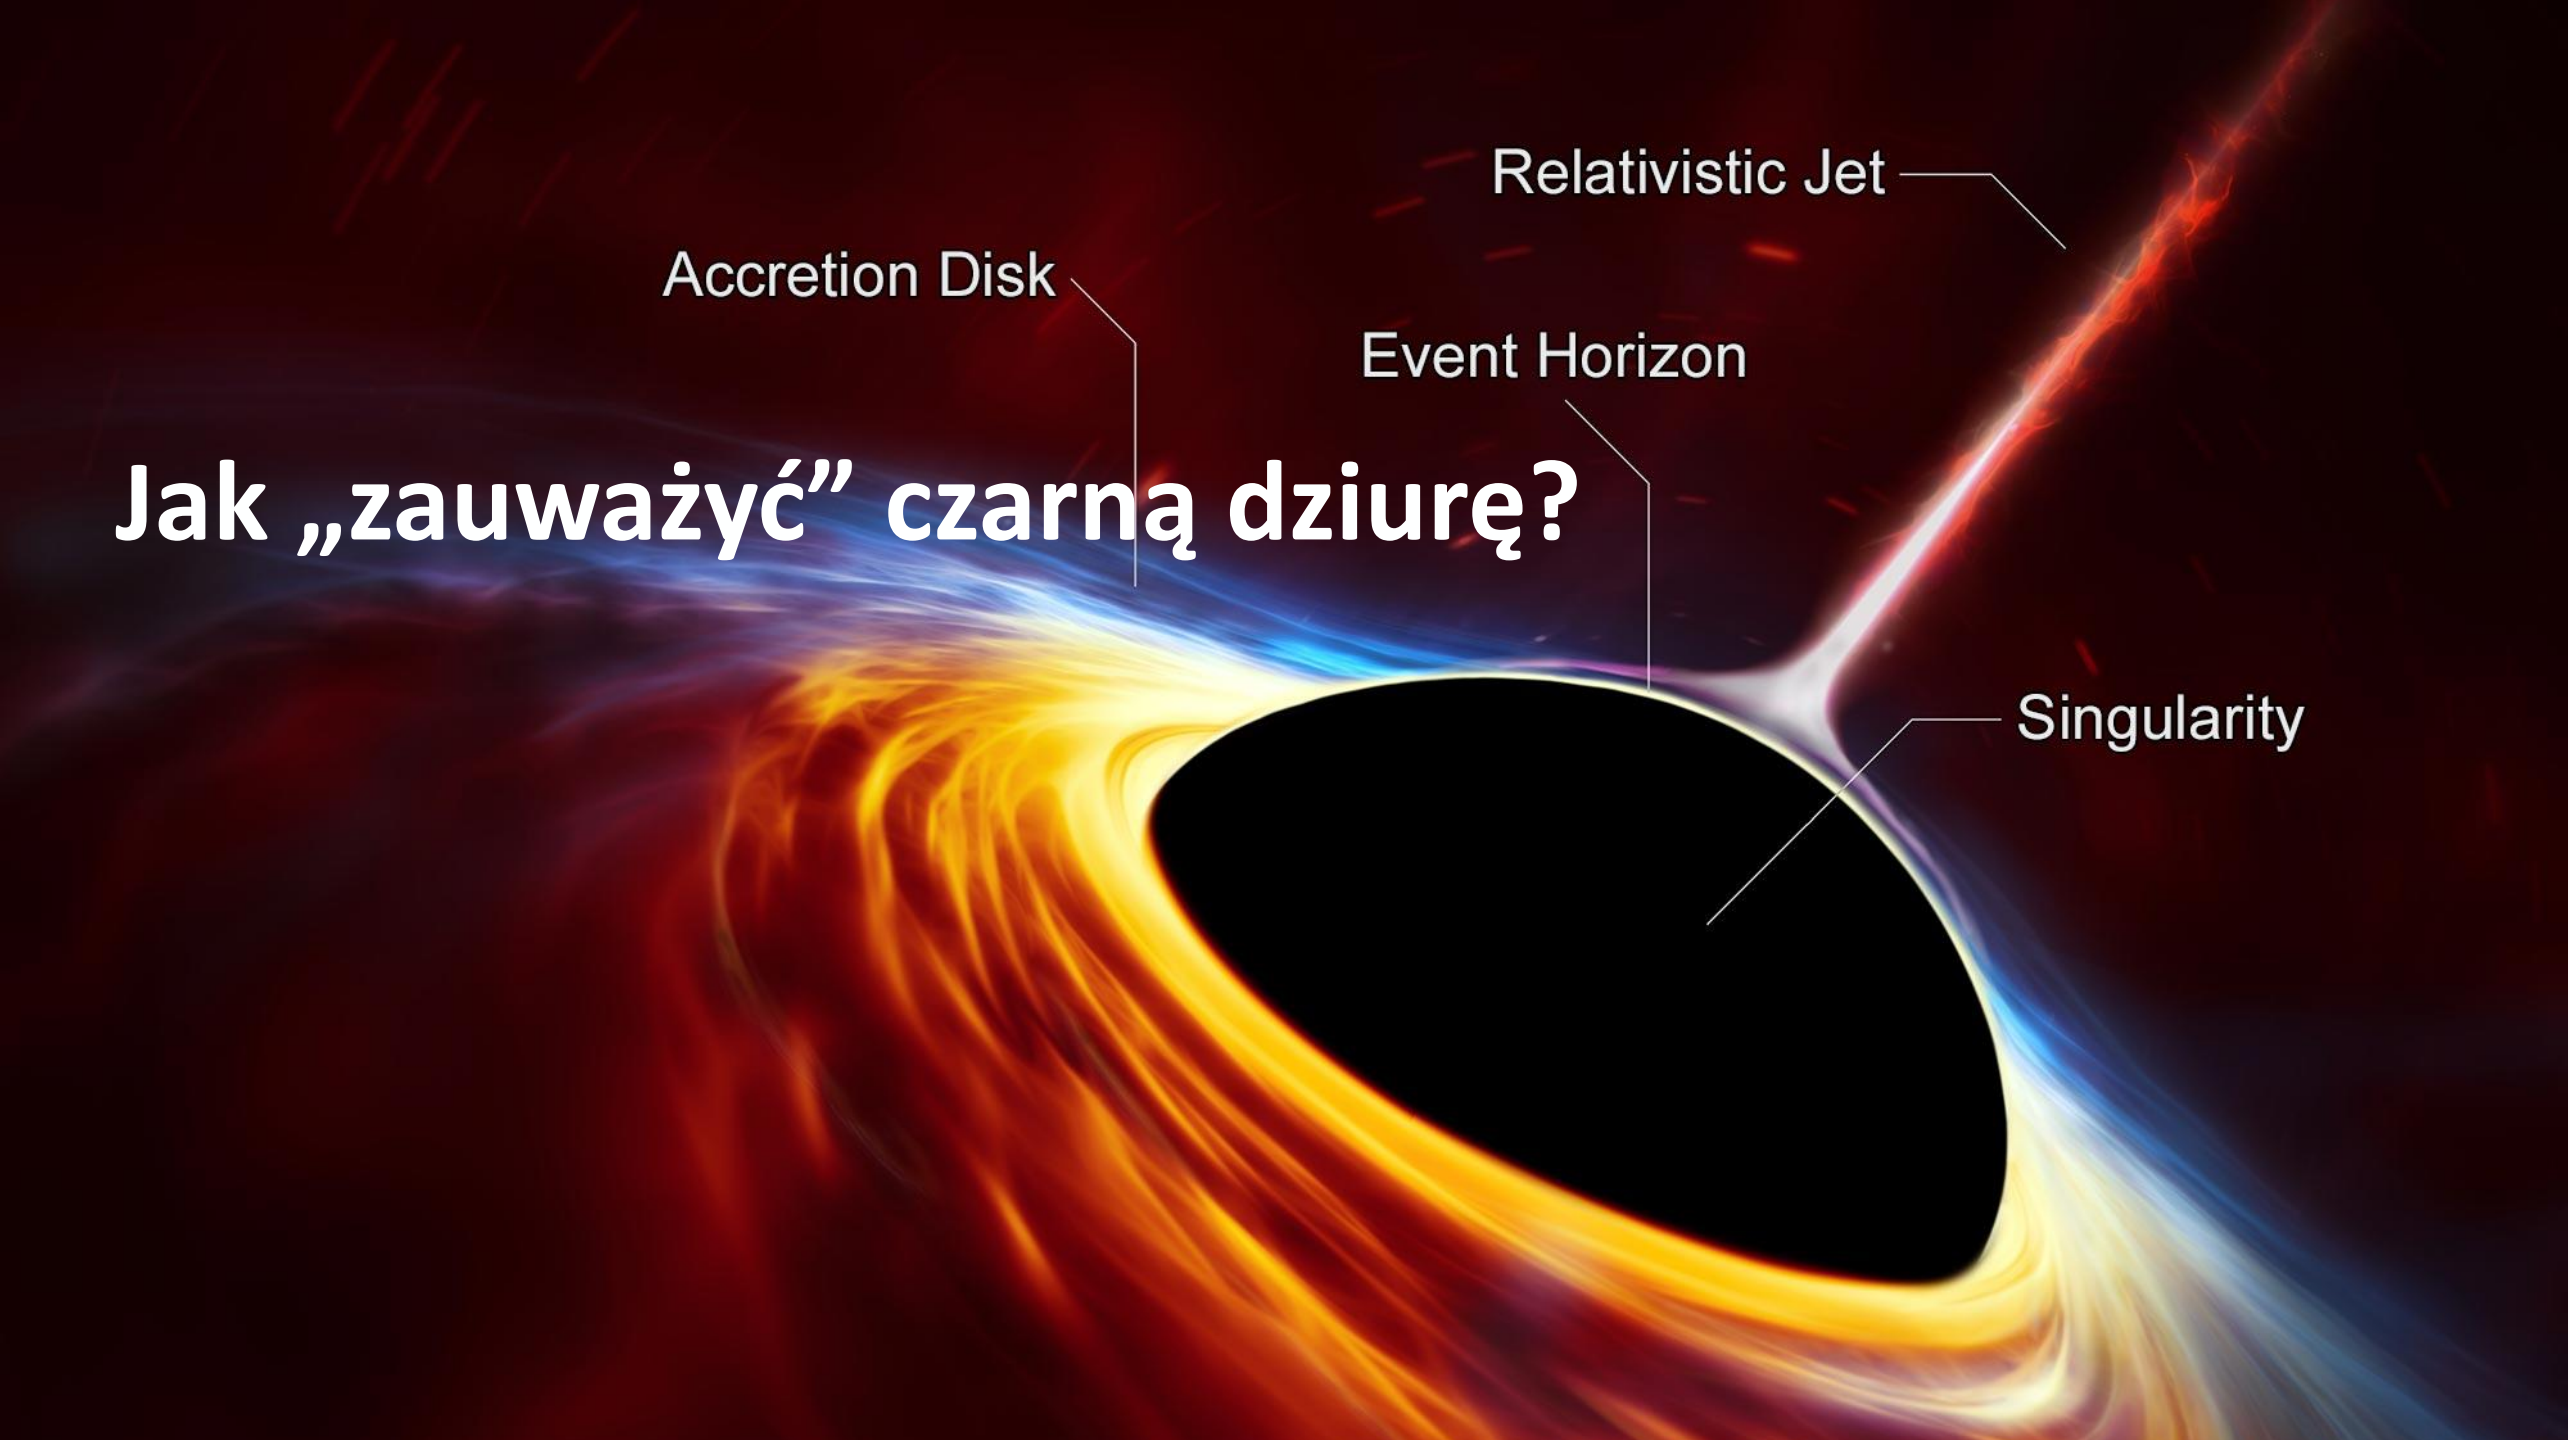 Relativistic Jet
Accretion Disk
Event Horizon
Jak „zauważyć” czarną dziurę?
Singularity